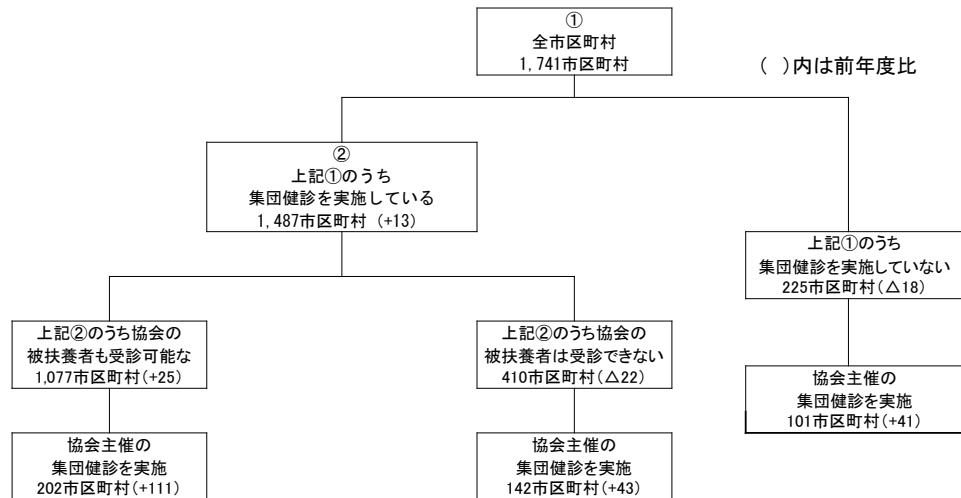 ①
全市区町村
1,741市区町村
( )内は前年度比
②
上記①のうち
集団健診を実施している
1,487市区町村 (+13)
上記①のうち
集団健診を実施していない
225市区町村(△18)
上記②のうち協会の
被扶養者も受診可能な
1,077市区町村(+25)
上記②のうち協会の
被扶養者は受診できない
410市区町村(△22)
協会主催の
集団健診を実施
101市区町村(+41)
協会主催の
集団健診を実施
202市区町村(+111)
協会主催の
集団健診を実施
142市区町村(+43)